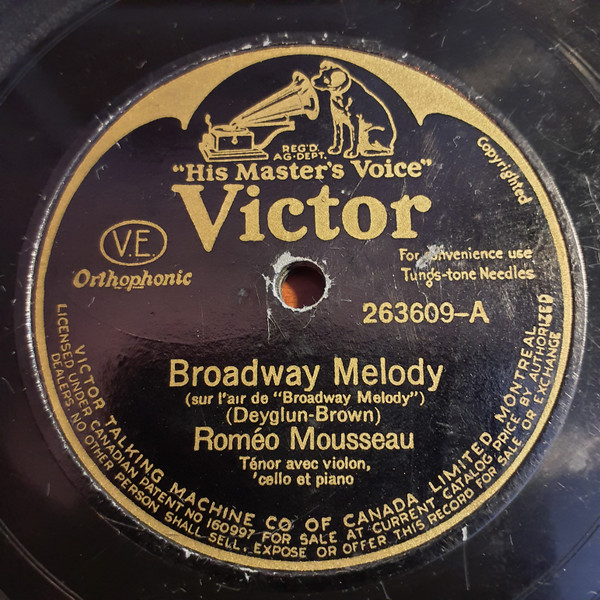 REG'D.
AG·DEPT.
"His Master's Voice"
Victor
Copyrighted
V.E.
Orthophonic
For convenience use
Tungs-tone Needles
263609-A
Broadway Melody
(sur l'air de "Broadway Melody")
(Deyglun-Brown)
Roméo Mousseau
Ténor avec violon,
'cello et piano
VICTOR TALKING MACHINE CO OF CANADA, LIMITED, MONTREAL
LICENSED UNDER CANADIAN PATENT NO 160997 FOR SALE AT CURRENT CATALOG PRICE BY AUTHORIZED
DEALERS. NO OTHER PERSON SHALL SELL, EXPOSE OR OFFER THIS RECORD FOR SALE OR EXCHANGE